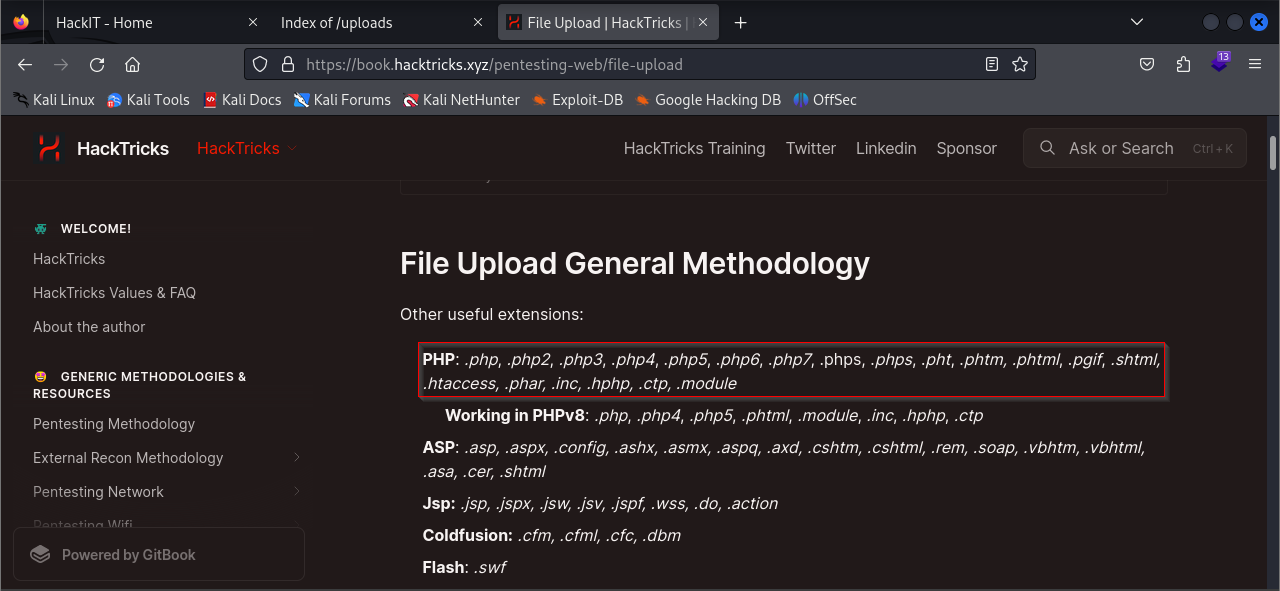 HackIT - Home
Index of /uploads
File Upload | HackTricks |
https://book.hacktricks.xyz/pentesting-web/file-upload
13
Kali Linux
Kali Tools
Kali Docs
Kali Forums
Kali NetHunter
Exploit-DB
Google Hacking DB
OffSec
HackTricks
HackTricks
HackTricks Training
Twitter
Linkedin
Sponsor
Ask or Search
Ctrl + K
WELCOME!
HackTricks
HackTricks Values & FAQ
About the author
GENERIC METHODOLOGIES &
RESOURCES
Pentesting Methodology
External Recon Methodology
Pentesting Network
Pentesting Wifi
Powered by GitBook
File Upload General Methodology
Other useful extensions:
PHP: .php, .php2, .php3, .php4, .php5, .php6, .php7, .phps, .phps, .pht, .phtm, .phtml, .pgif, .shtml,
.htaccess, .phar, .inc, .hphp, .ctp, .module
Working in PHPv8: .php, .php4, .php5, .phtml, .module, .inc, .hphp, .ctp
ASP: .asp, .aspx, .config, .ashx, .asmx, .aspq, .axd, .cshtm, .cshtml, .rem, .soap, .vbhtm, .vbhtml,
.asa, .cer, .shtml
Jsp: .jsp, .jspx, .jsw, .jsv, .jspf, .wss, .do, .action
Coldfusion: .cfm, .cfml, .cfc, .dbm
Flash: .swf